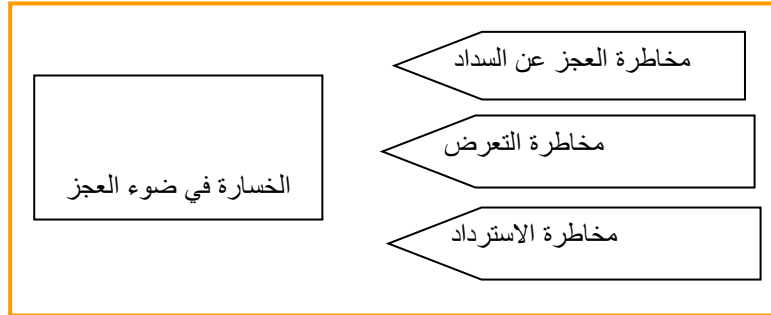 مخاطرة العجز عن السداد
مخاطرة التعرض
الخسارة في ضوء العجز
مخاطرة الاسترداد